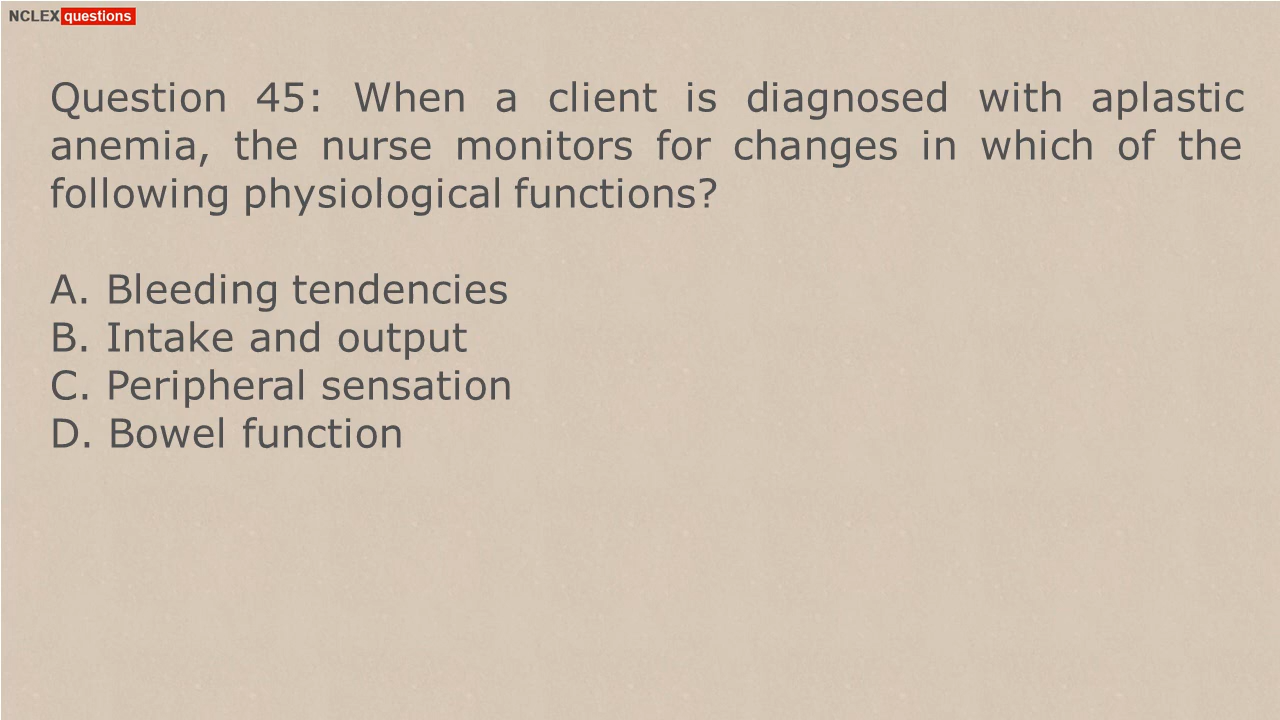 NCLEX questions
Question 45: When a client is diagnosed with aplastic
anemia, the nurse monitors for changes in which of the
following physiological functions?
A. Bleeding tendencies
B. Intake and output
C. Peripheral sensation
D. Bowel function